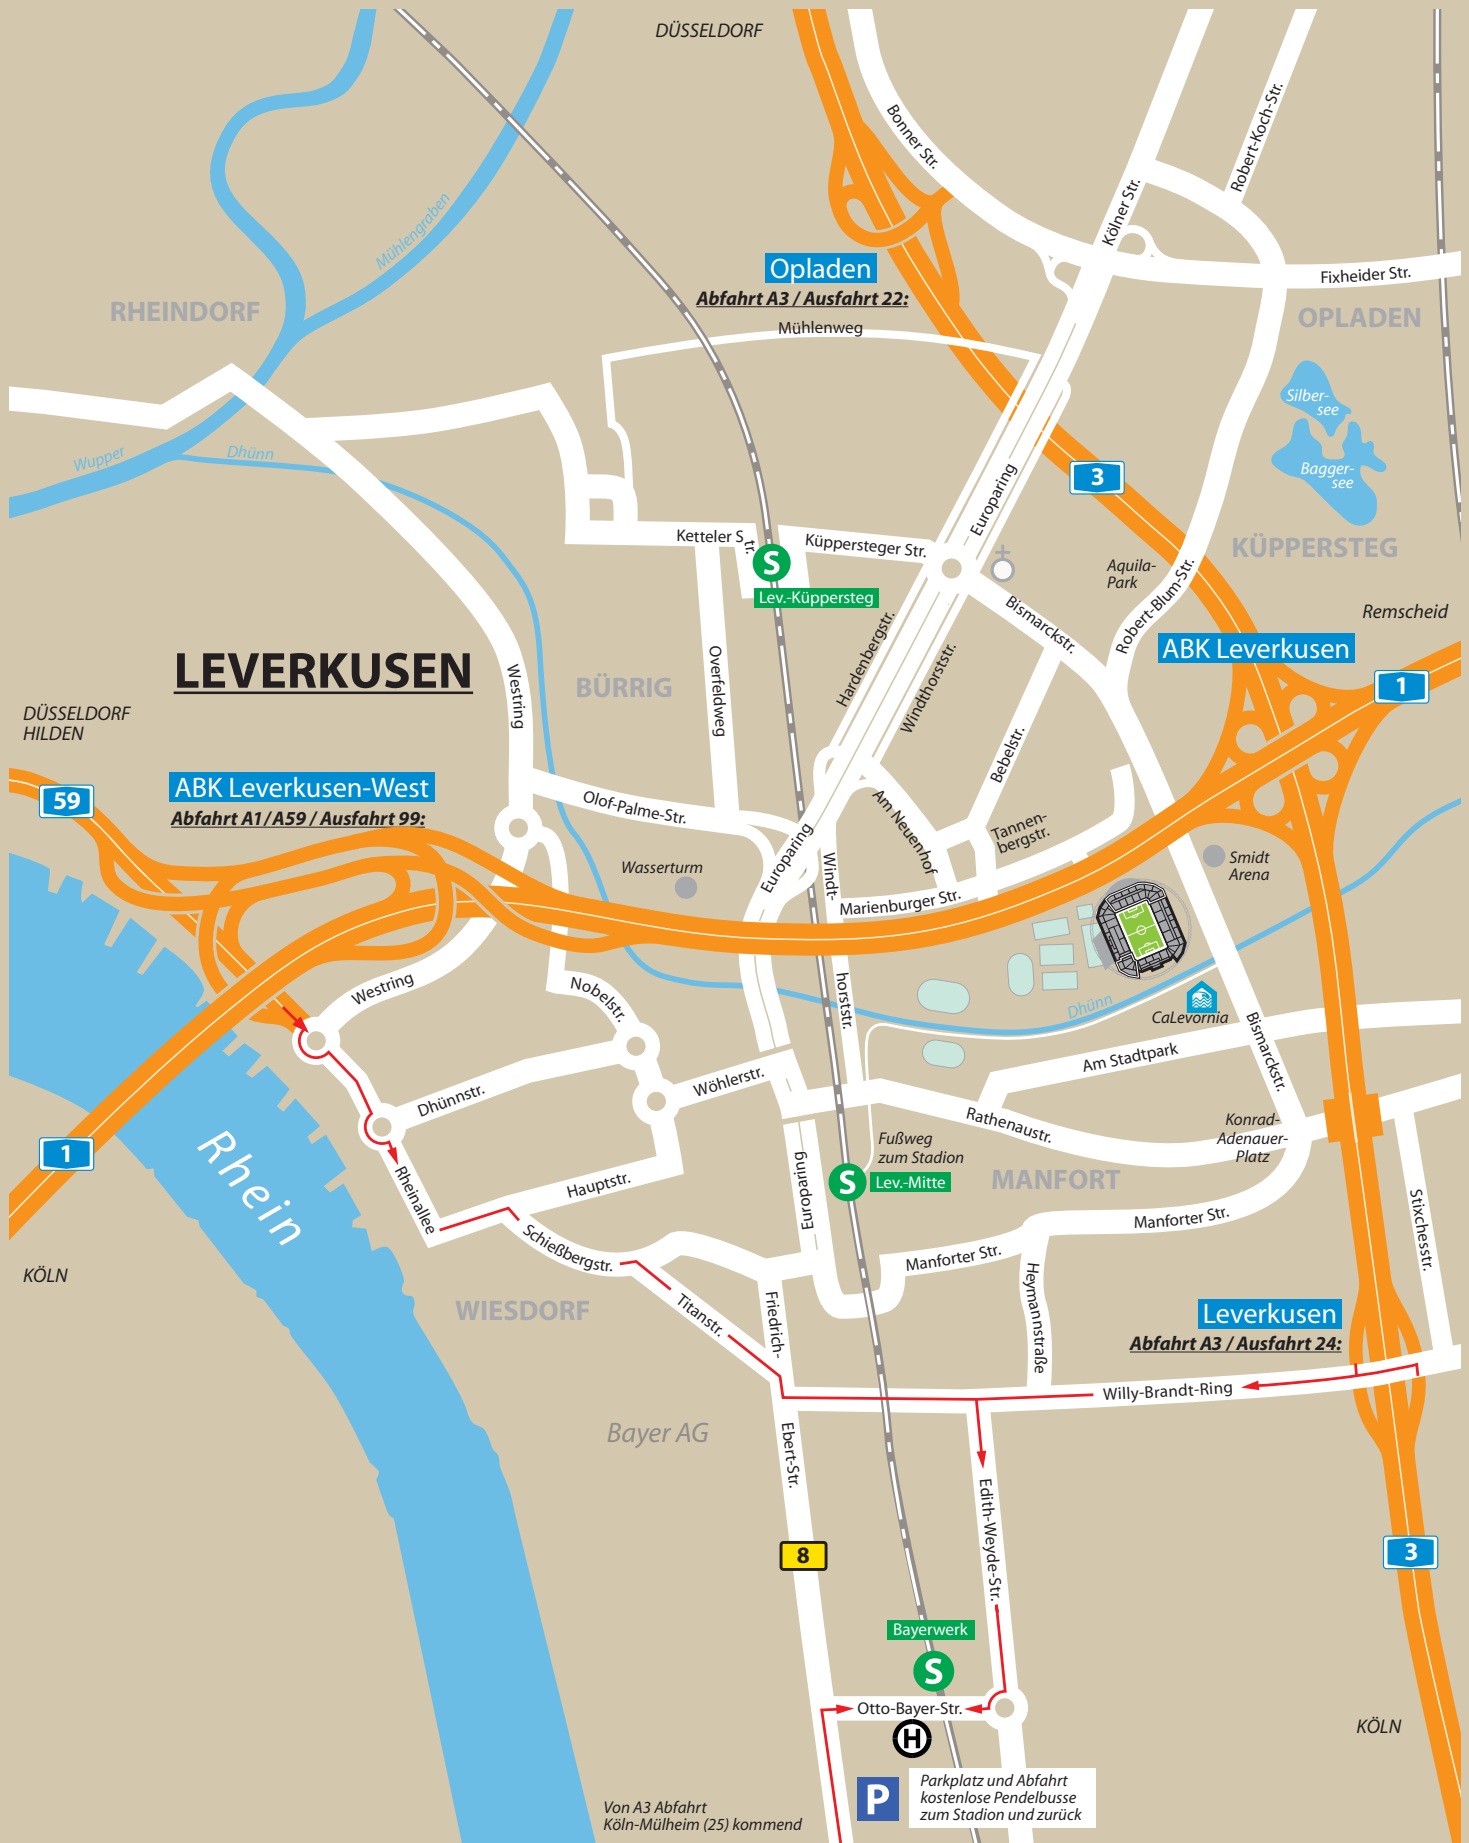 DÜSSELDORF
Bonner Str.
Robert-Koch-Str.
Kölner Str.
Mühlengraben
Opladen
Abfahrt A3 / Ausfahrt 22:
Mühlenweg
Fixheider Str.
RHEINDORF
OPLADEN
Silber-
see
Bagger-
see
Wupper
Dhünn
3
Europaring
Ketteler Str.
S
Lev.-Küppersteg
Küppersteger Str.
KÜPPERSTEG
Aquila-
Park
Robert-Blum-Str.
Bismarckstr.
Remscheid
ABK Leverkusen
1
LEVERKUSEN
Westring
BÜRRIG
Overfeldweg
Hardenbergstr.
Windthorststr.
Bebelstr.
DÜSSELDORF
HILDEN
59
ABK Leverkusen-West
Abfahrt A1/A59 / Ausfahrt 99:
Olof-Palme-Str.
Europaring
Am Neuenhof
Tannen-
bergstr.
Wasserturm
Windt-
horststr.
Marienburger Str.
Smidt
Arena
Westring
Nobelstr.
Dhünn
CaLevornia
Bismarckstr.
Am Stadtpark
Dhünnstr.
Wöhlerstr.
Rathenaustr.
Konrad-
Adenauer-
Platz
1
Rhein
Rheinallee
Hauptstr.
Europaring
Fußweg
zum Stadion
S
Lev.-Mitte
MANFORT
Stixchesstr.
Schießbergstr.
Manforter Str.
Manforter Str.
KÖLN
WIESDORF
Titanstr.
Friedrich-
Ebert-Str.
Heymannstraße
Leverkusen
Abfahrt A3 / Ausfahrt 24:
Willy-Brandt-Ring
Bayer AG
Edith-Weyde-Str.
8
3
Bayerwerk
S
Otto-Bayer-Str.
H
KÖLN
P
Parkplatz und Abfahrt
kostenlose Pendelbusse
zum Stadion und zurück
Von A3 Abfahrt
Köln-Mülheim (25) kommend